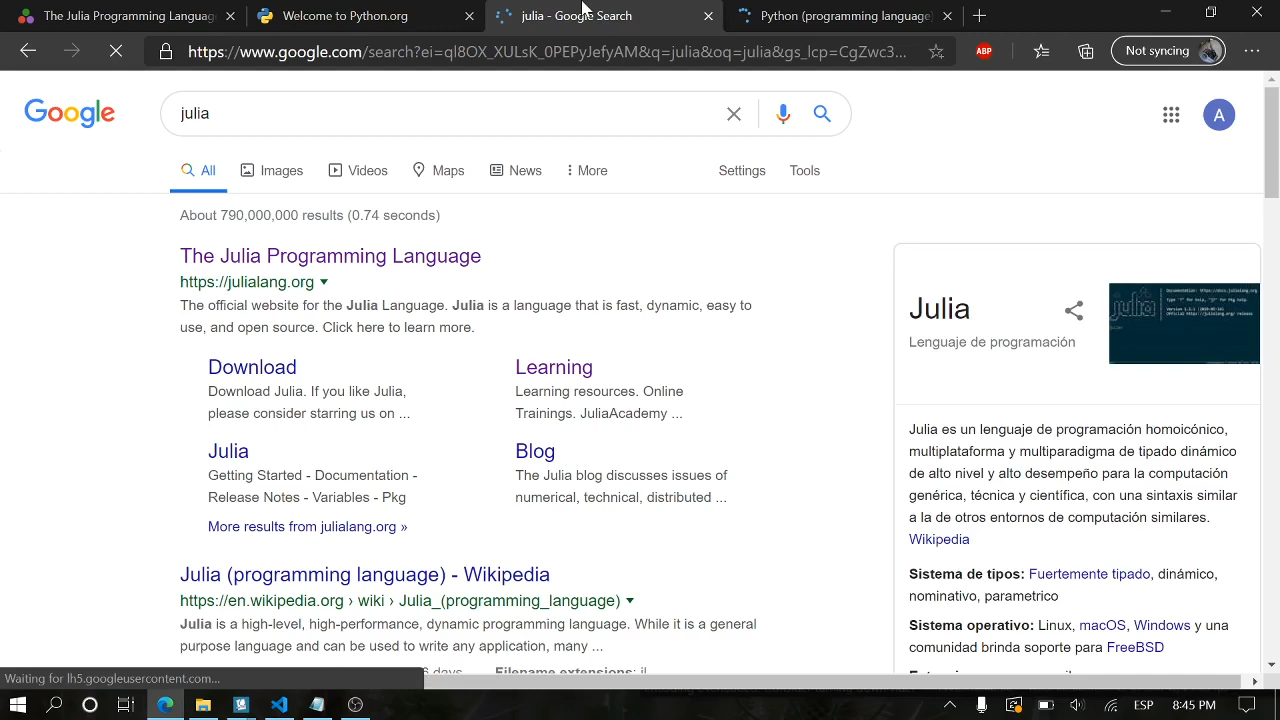 The Julia Programming Langua
Welcome to Python.org
julia - Google Search
Python (programming language)
https://www.google.com/search?ei=ql8OX_XULsK_0PEPyJefyAM&q=julia&oq=julia&gs_lcp=CgZwc3...
ABP
Not syncing
Google
julia
A
All
Images
Videos
Maps
News
More
Settings
Tools
About 790,000,000 results (0.74 seconds)
The Julia Programming Language
https://julialang.org
The official website for the Julia Language. Julia is a language that is fast, dynamic, easy to
use, and open source. Click here to learn more.
Download
Download Julia. If you like Julia,
please consider starring us on ...
Learning
Learning resources. Online
Trainings. JuliaAcademy ...
Julia
Getting Started - Documentation -
Release Notes - Variables - Pkg
Blog
The Julia blog discusses issues of
numerical, technical, distributed ...
More results from julialang.org »
Julia (programming language) - Wikipedia
https://en.wikipedia.org › wiki › Julia_(programming_language)
Julia is a high-level, high-performance, dynamic programming language. While it is a general
purpose language and can be used to write any application, many ...
Filename extensions: .jl
Julia
Lenguaje de programación
julia
Documentation: https://docs.julialang.org
Julia es un lenguaje de programación homoicónico,
multiplataforma y multiparadigma de tipado dinámico
de alto nivel y alto desempeño para la computación
genérica, técnica y científica, con una sintaxis similar
a la de otros entornos de computación similares.
Wikipedia
Sistema de tipos: Fuertemente tipado, dinámico,
nominativo, parametrico
Sistema operativo: Linux, macOS, Windows y una
comunidad brinda soporte para FreeBSD
Waiting for lh5.googleusercontent.com...
ESP
8:45 PM